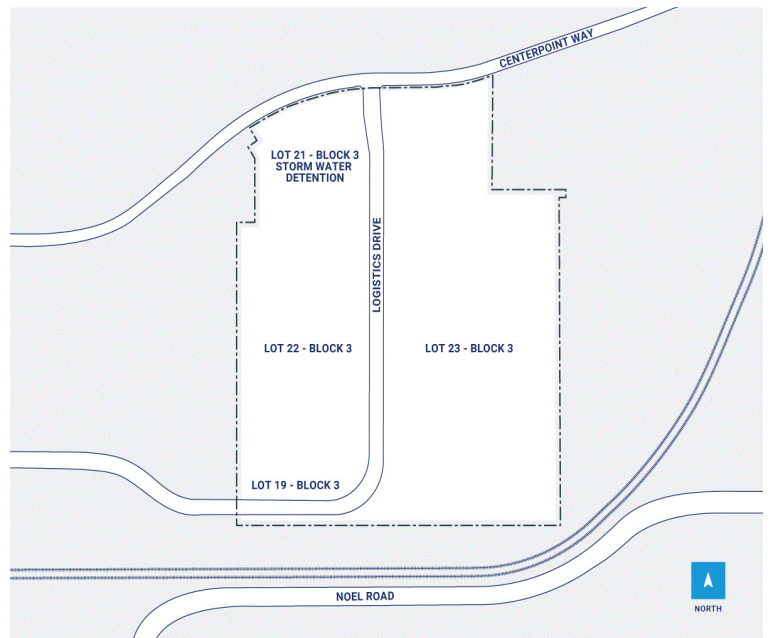 CENTERPOINT WAY
LOT 21 - BLOCK 3
STORM WATER
DETENTION
LOGISTICS DRIVE
LOT 22 - BLOCK 3
LOT 23 - BLOCK 3
LOT 19 - BLOCK 3
NOEL ROAD
NORTH